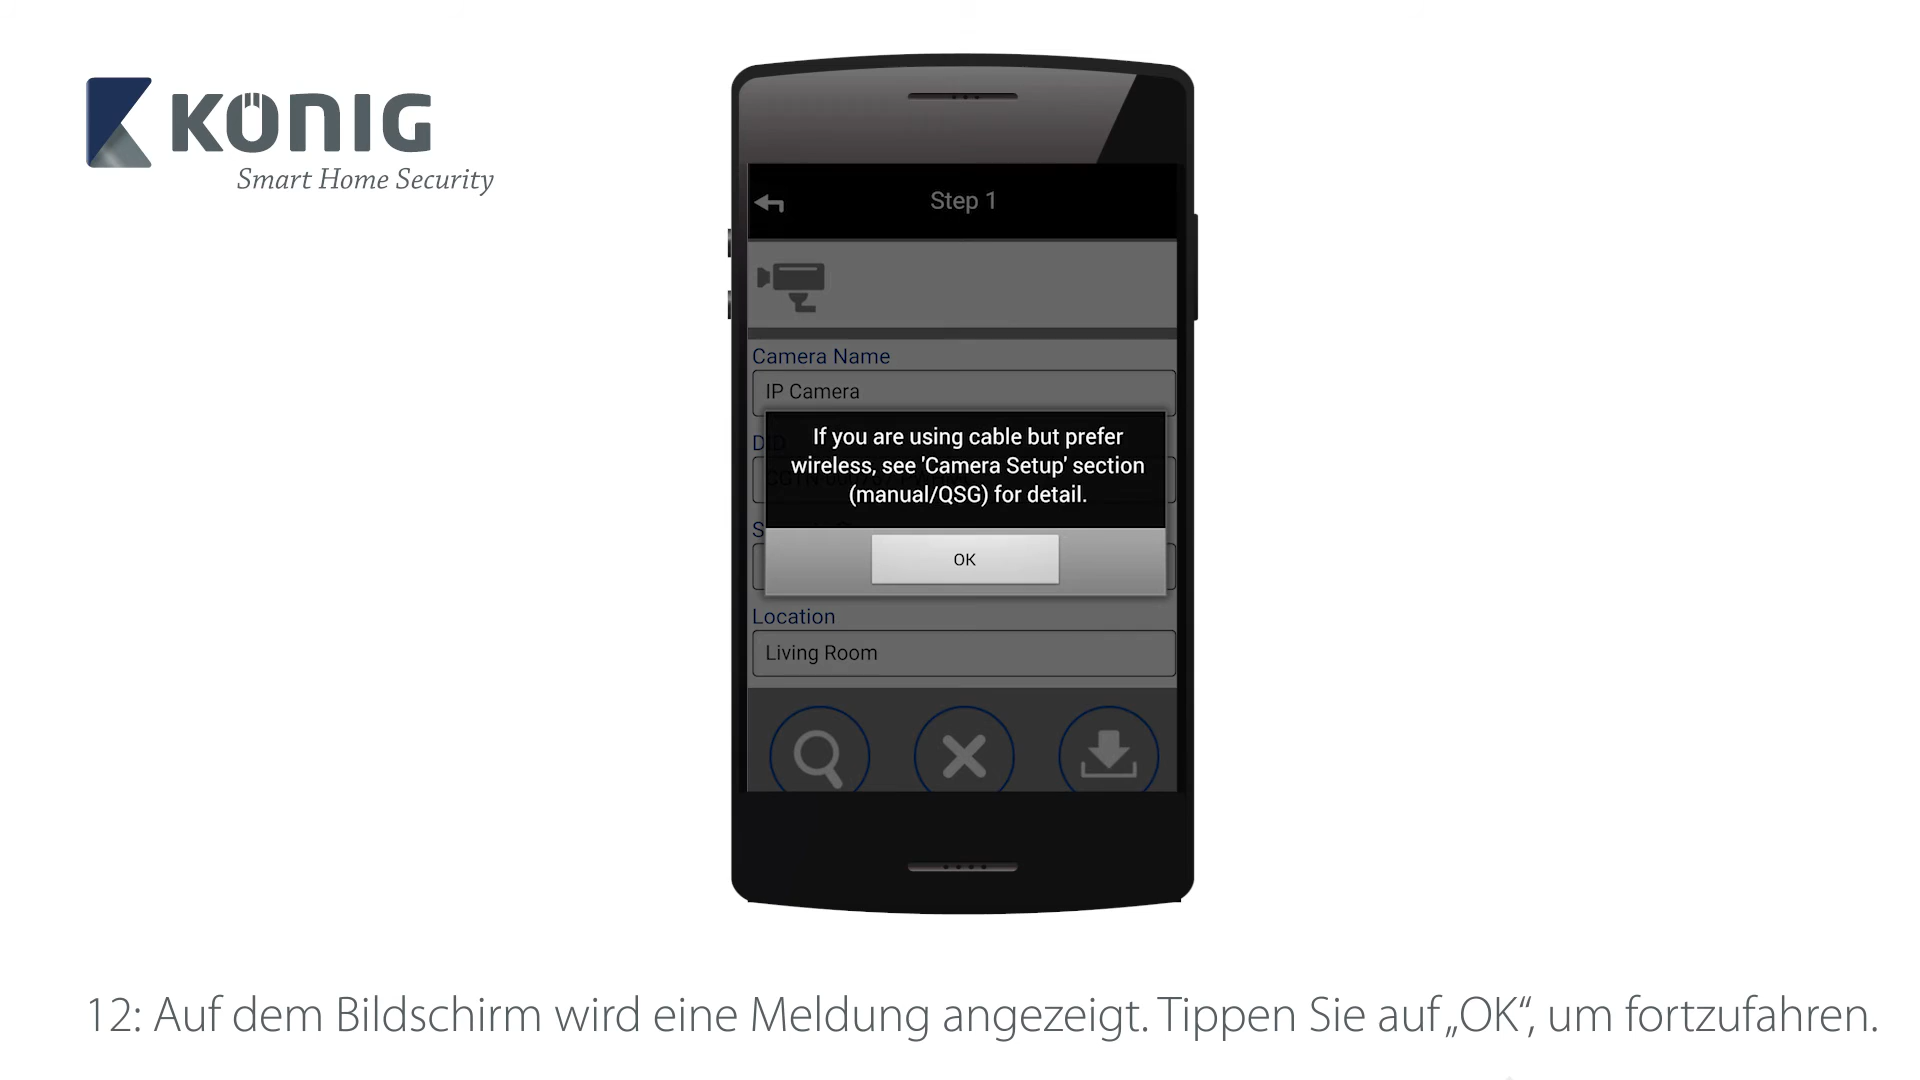 KÖNIG
Smart Home Security
Step 1
Camera Name
IP Camera
If you are using cable but prefer
wireless, see 'Camera Setup' section
(manual/QSG) for detail.
OK
Location
Living Room
12: Auf dem Bildschirm wird eine Meldung angezeigt. Tippen Sie auf „OK“, um fortzufahren.